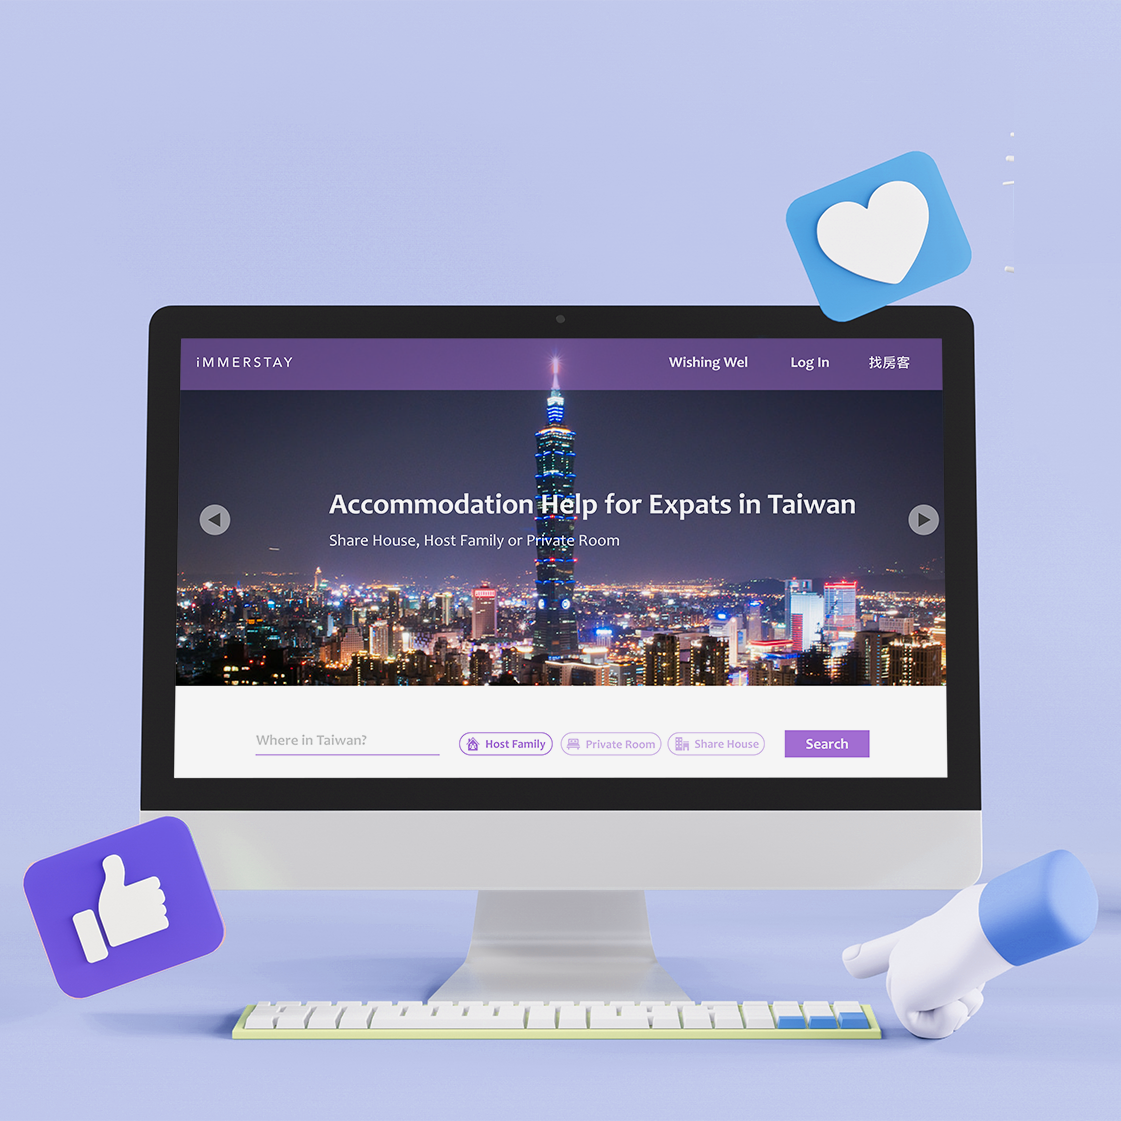 iMMERSTAY
Wishing Wel
Log In
找房客
Accommodation Help for Expats in Taiwan
Share House, Host Family or Private Room
Where in Taiwan?
Host Family
Private Room
Share House
Search